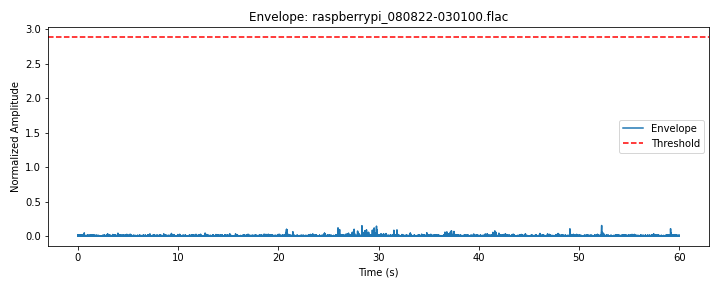 Envelope: raspberrypi_080822-030100.flac
Normalized Amplitude
3.0
2.5
2.0
1.5
1.0
0.5
0.0
Envelope
Threshold
0 10 20 30 40 50 60
Time (s)